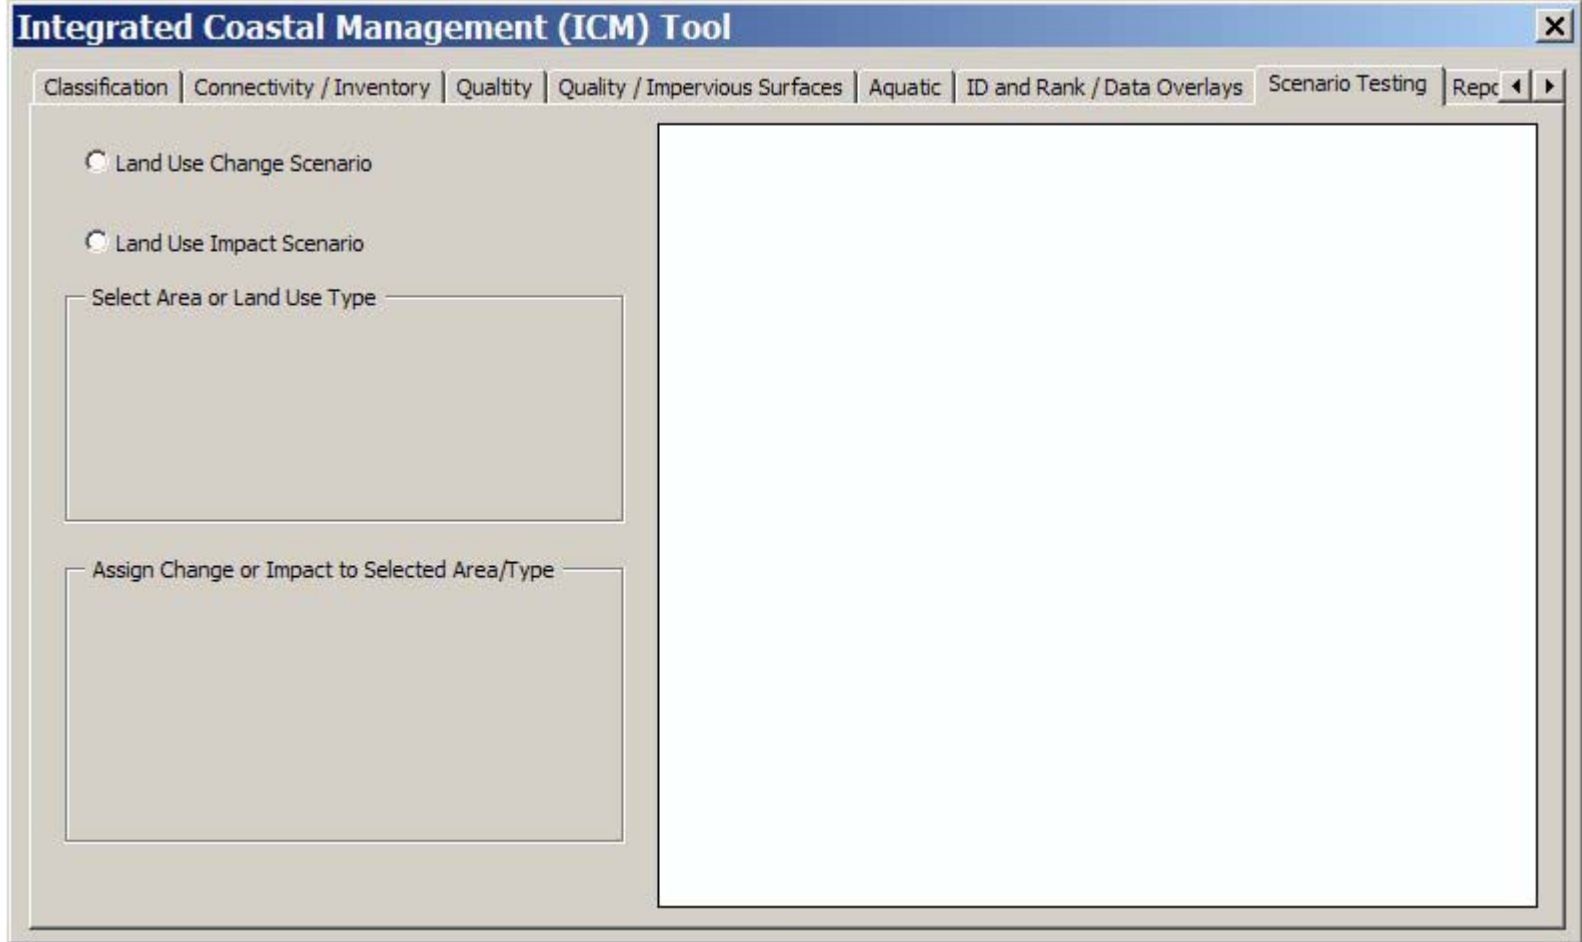 Integrated Coastal Management (ICM) Tool
Classification Connectivity / Inventory Qualtity Quality / Impervious Surfaces Aquatic ID and Rank / Data Overlays Scenario Testing Repo
Land Use Change Scenario
Land Use Impact Scenario
Select Area or Land Use Type
Assign Change or Impact to Selected Area/Type